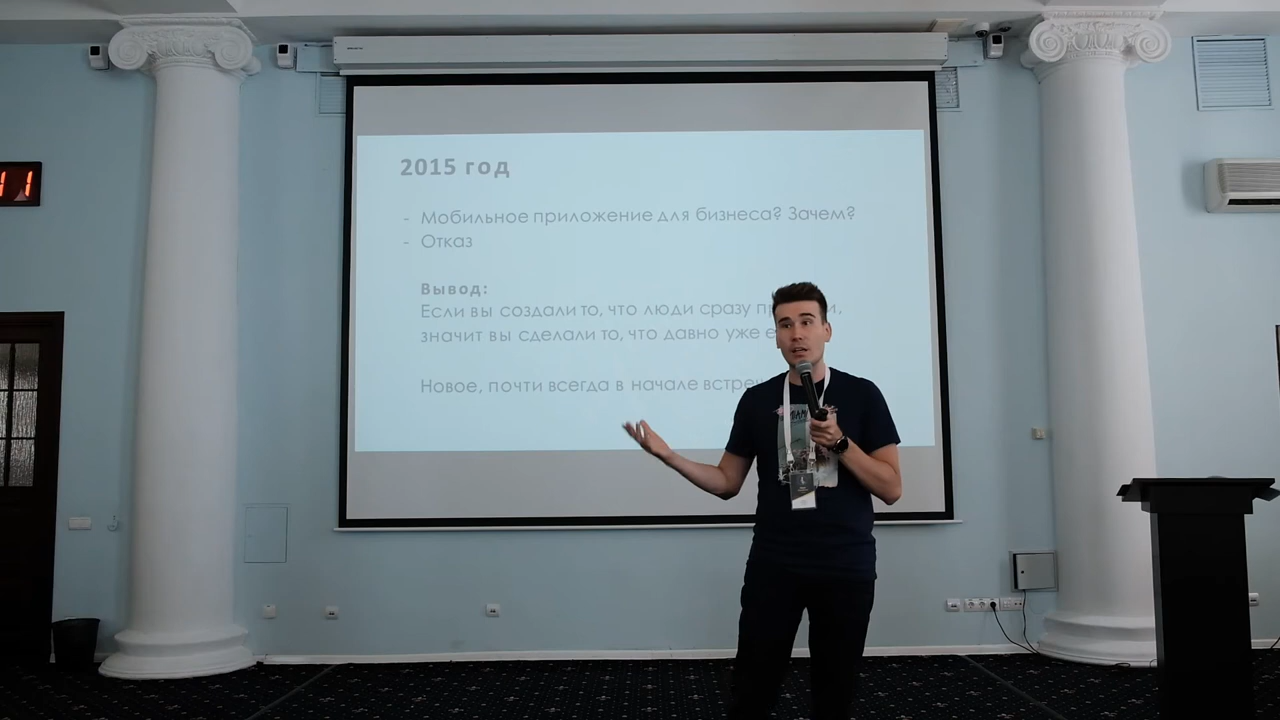 11
2015 год
- Мобильное приложение для бизнеса? Зачем?
- Отказ
Вывод:
Если вы создали то, что люди сразу
значит вы сделали то, что давно уже
Новое, почти всегда в начале